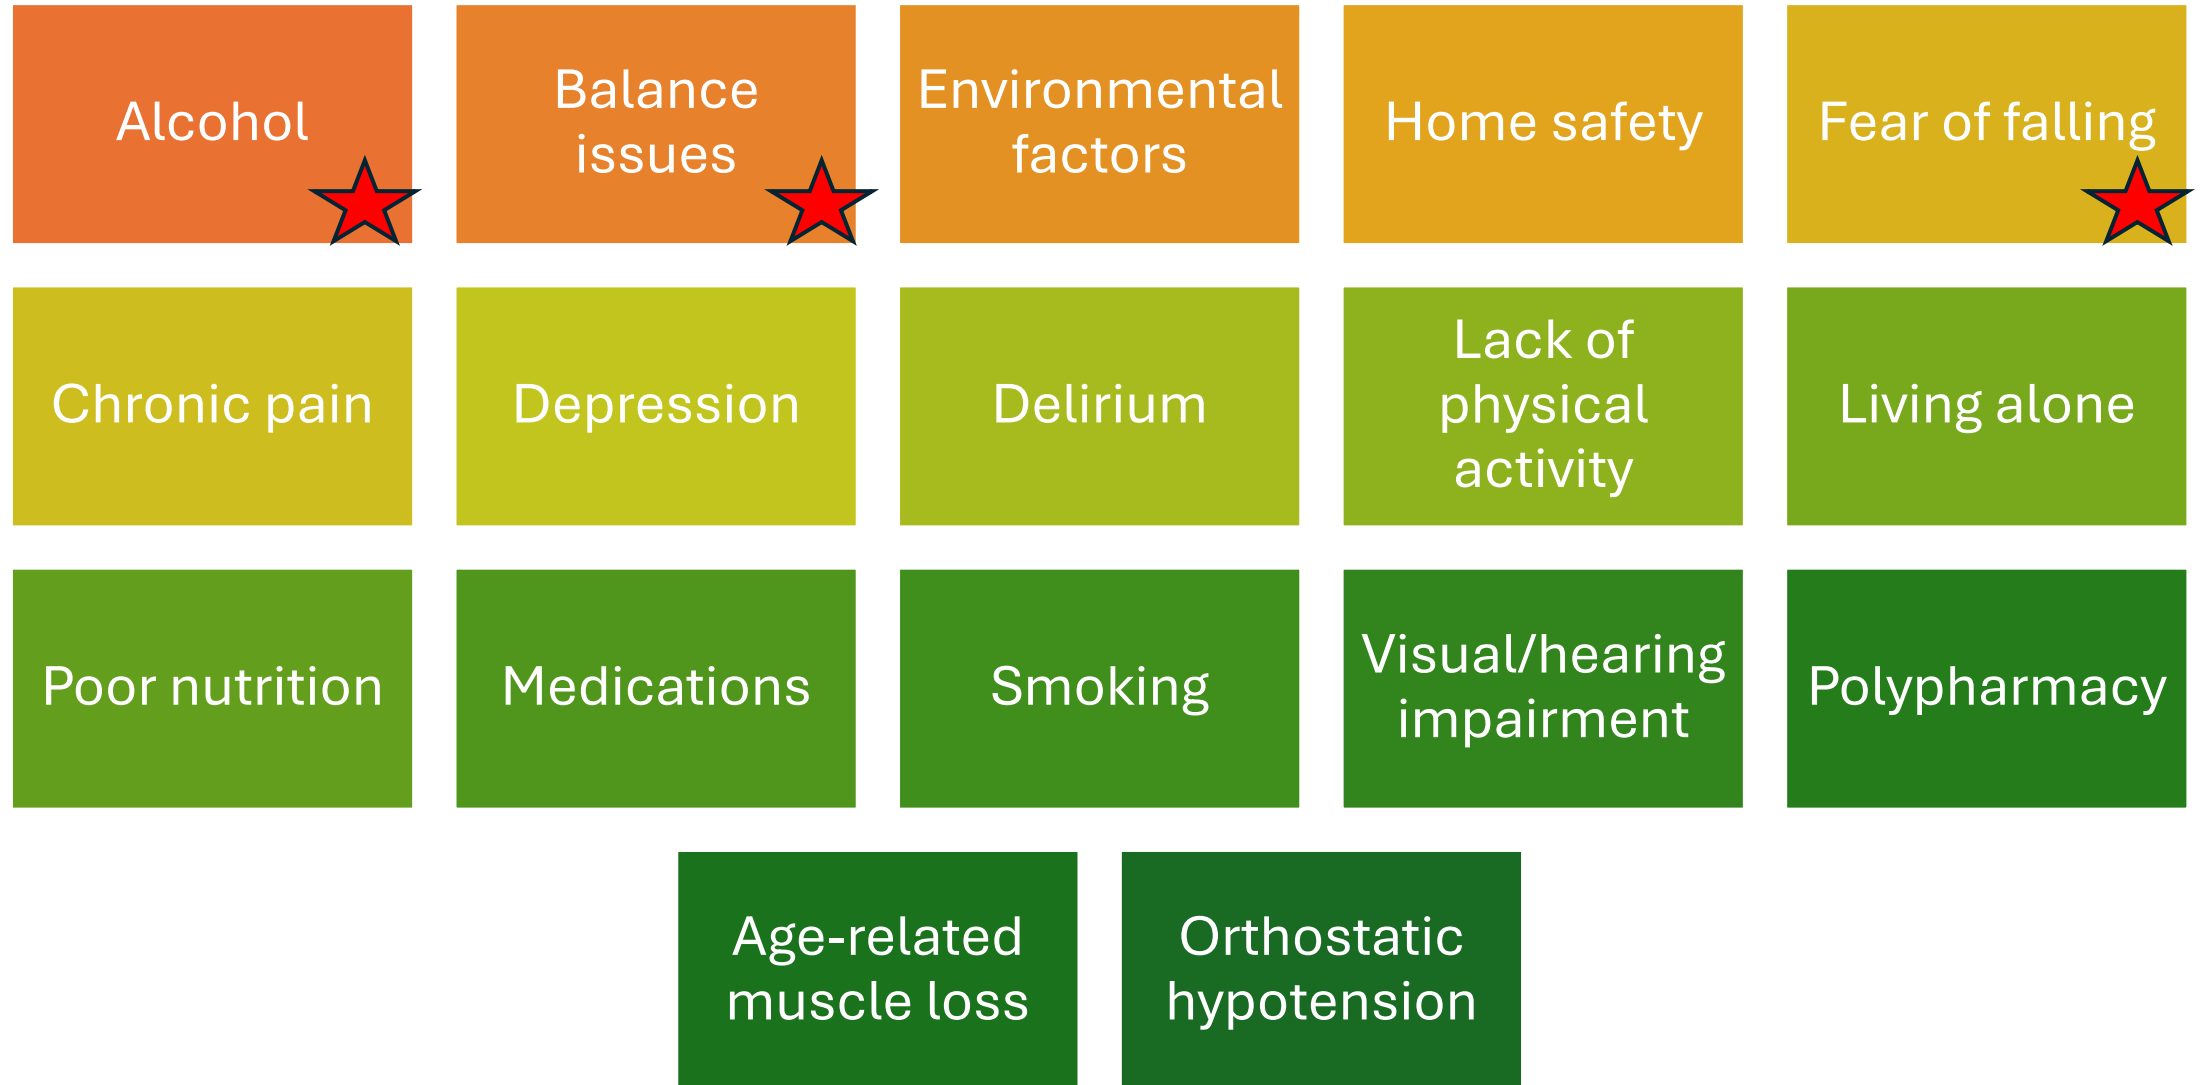 Alcohol
Balance
issues
Environmental
factors
Home safety
Fear of falling
Chronic pain
Depression
Delirium
Lack of
physical
activity
Living alone
Poor nutrition
Medications
Smoking
Visual/hearing
impairment
Polypharmacy
Age-related
muscle loss
Orthostatic
hypotension